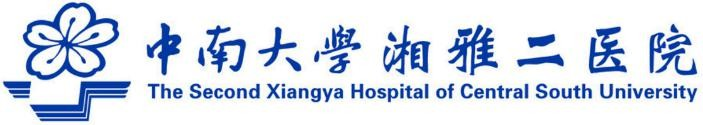 中南大學湘雅二医院
The Second Xiangya Hospital of Central South University